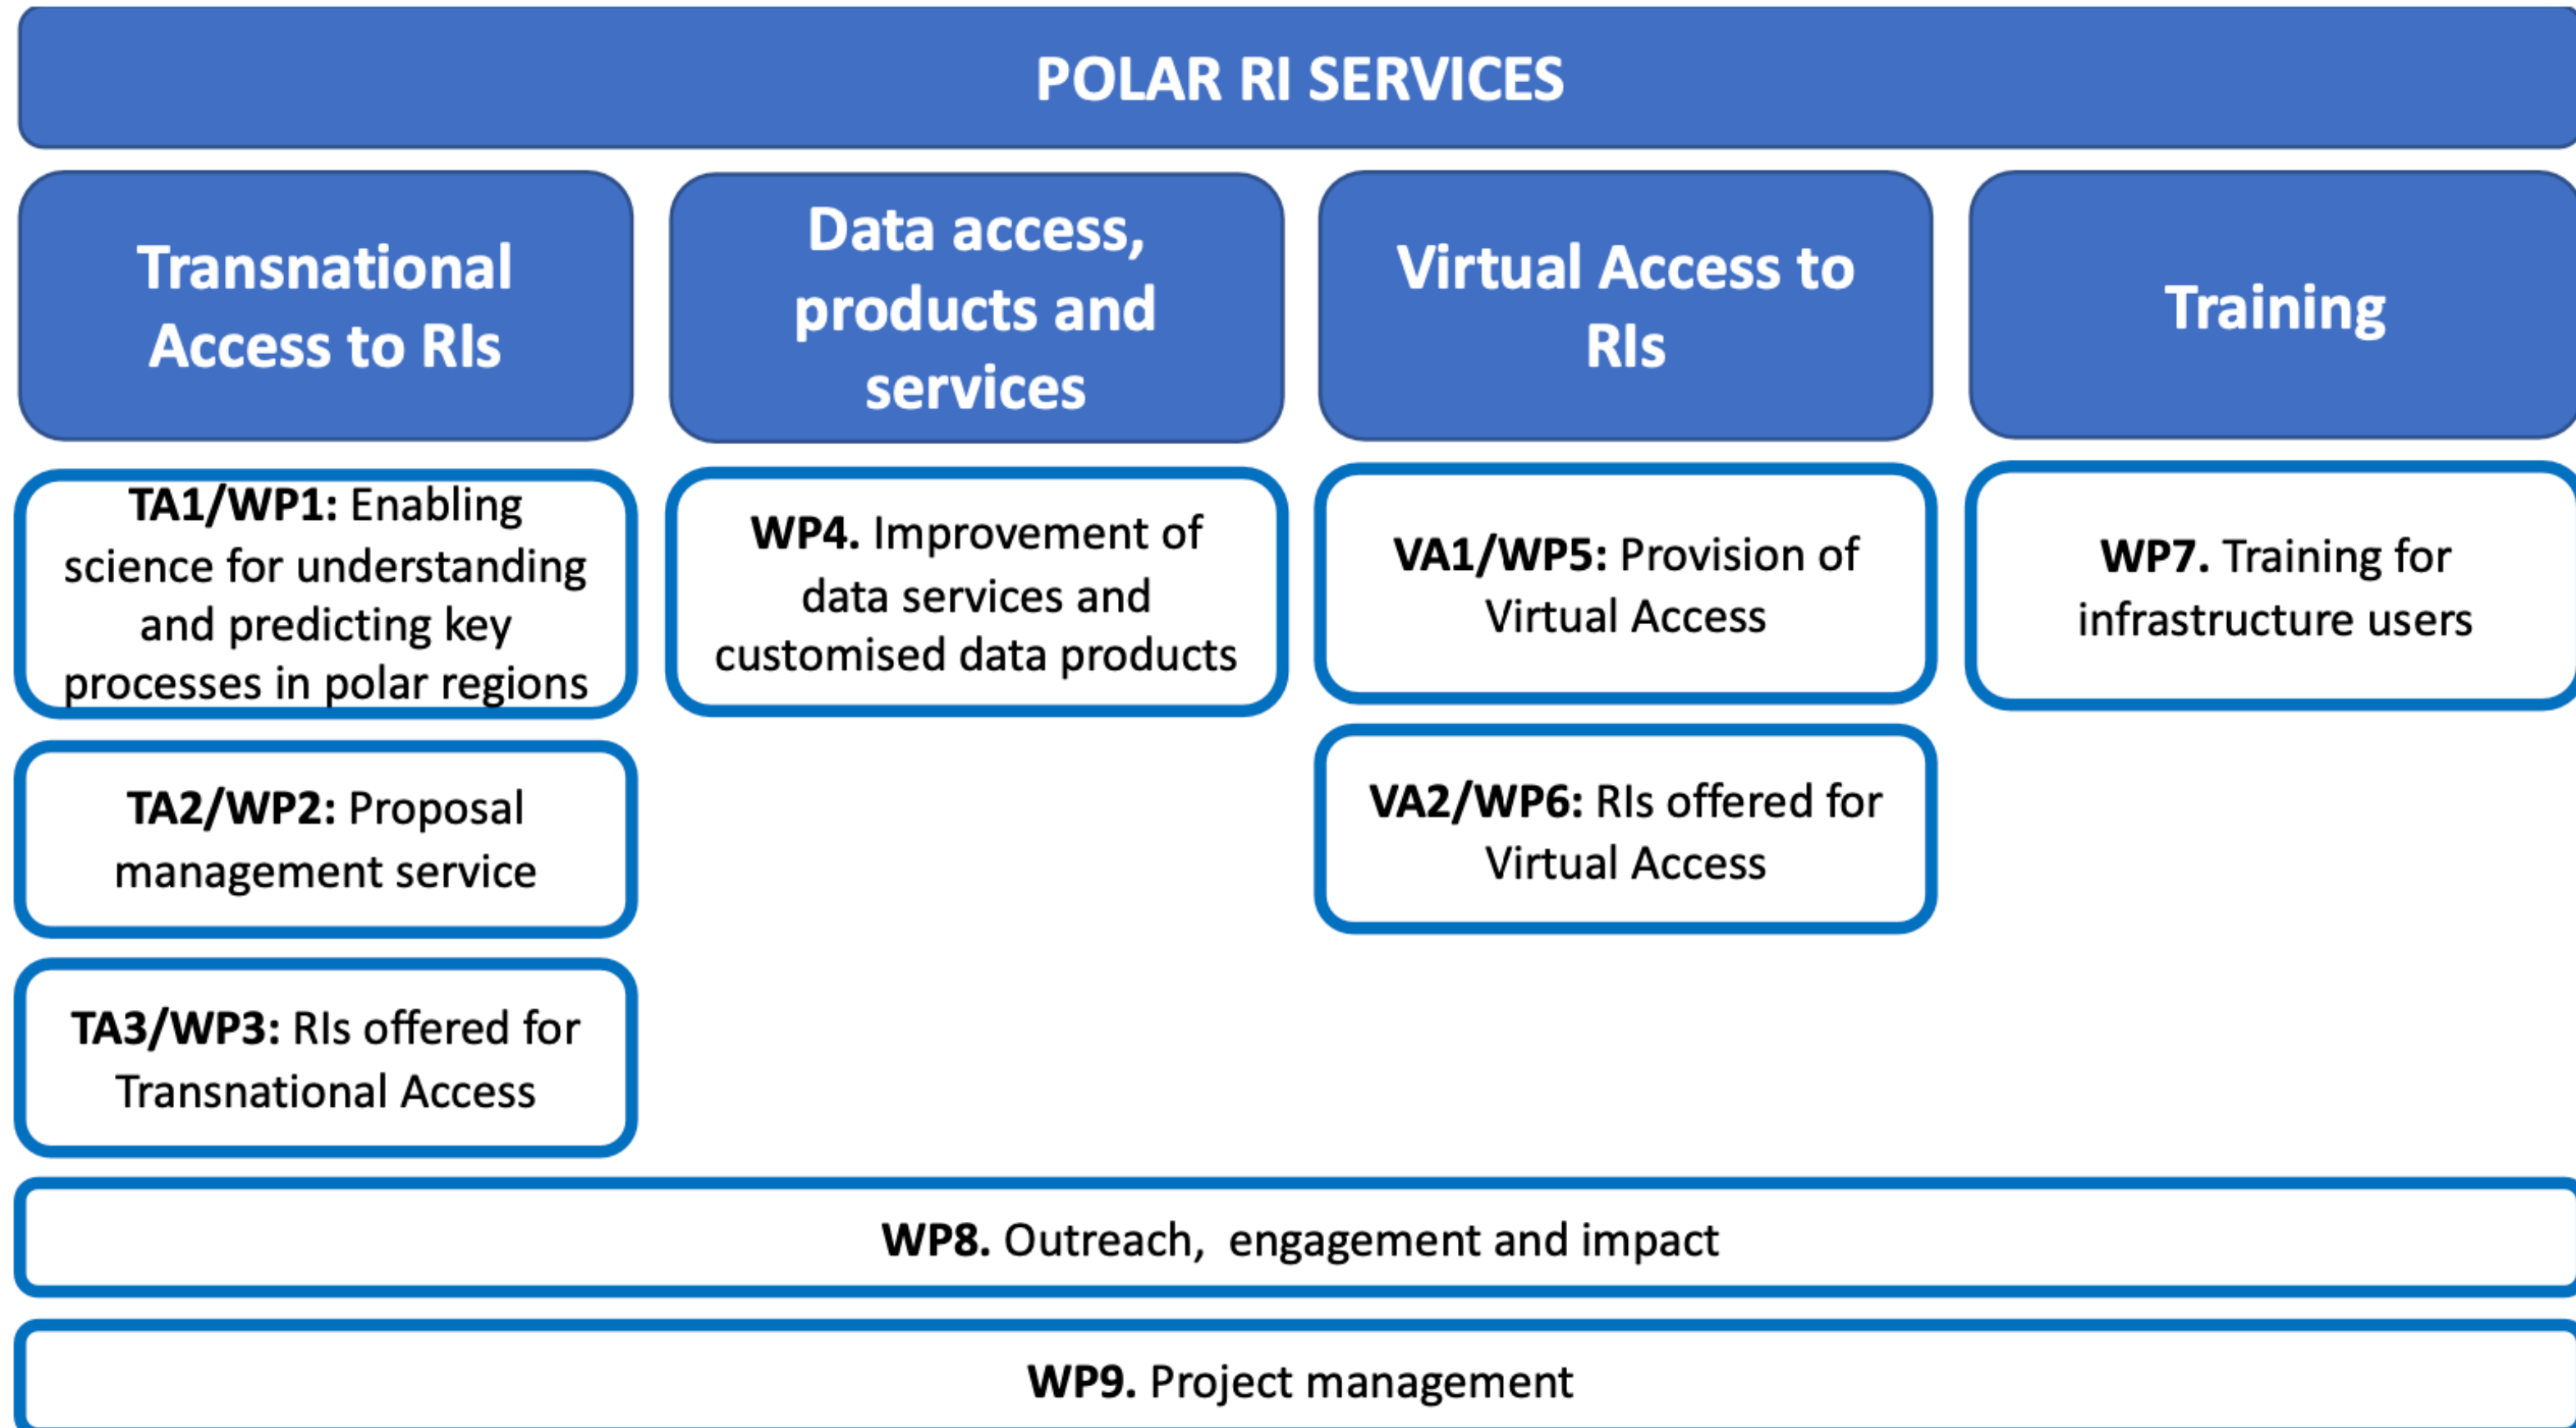 POLAR RI SERVICES
Transnational
Access to RIs
Data access,
products and
services
Virtual Access to
RIs
Training
TA1/WP1: Enabling
science for understanding
and predicting key
processes in polar regions
WP4. Improvement of
data services and
customised data products
VA1/WP5: Provision of
Virtual Access
WP7. Training for
infrastructure users
TA2/WP2: Proposal
management service
VA2/WP6: RIs offered for
Virtual Access
TA3/WP3: RIs offered for
Transnational Access
WP8. Outreach,  engagement and impact
WP9. Project management